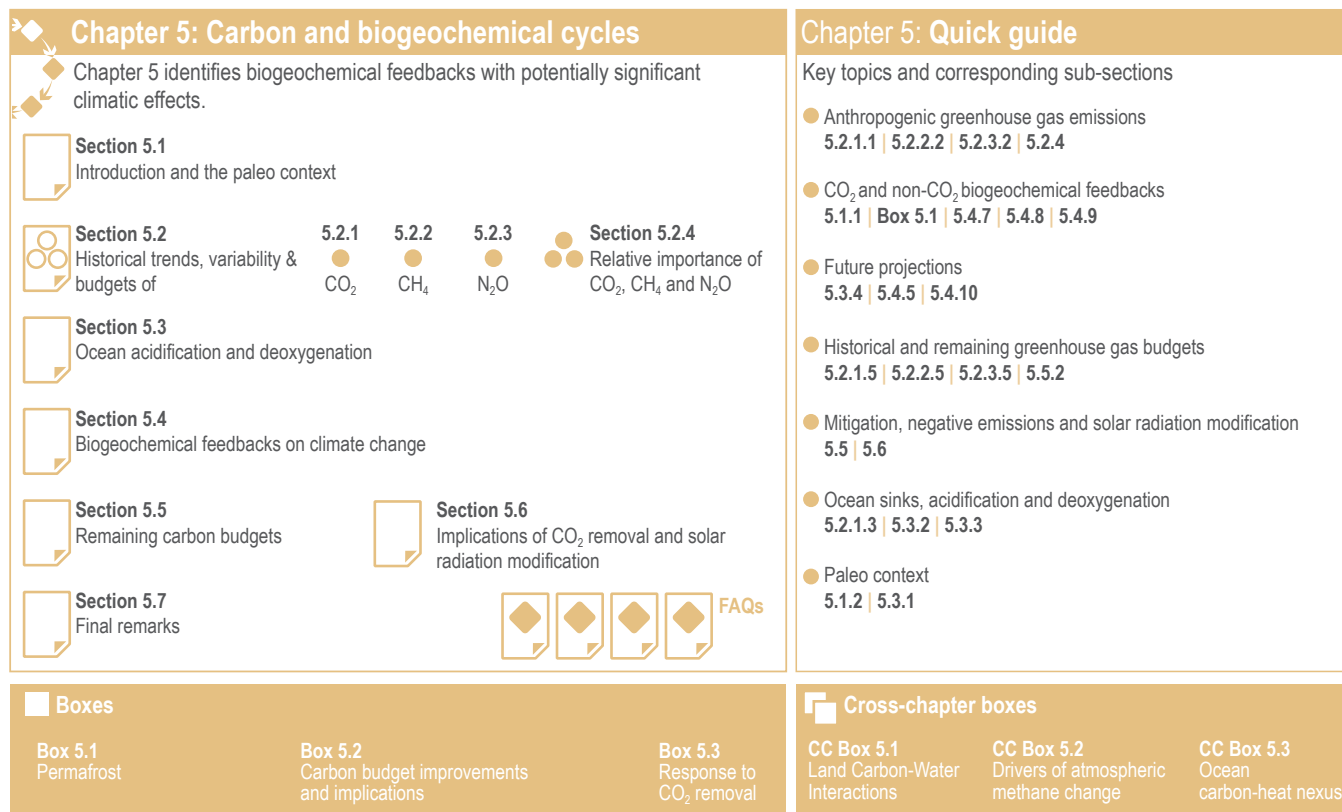 Chapter 5: Carbon and biogeochemical cycles
Chapter 5 identifies biogeochemical feedbacks with potentially significant
climatic effects.
Section 5.1
Introduction and the paleo context
Section 5.2
Historical trends, variability &
budgets of
5.2.1
CO₂
5.2.2
CH₄
5.2.3
N₂O
Section 5.2.4
Relative importance of
CO₂, CH₄ and N₂O
Section 5.3
Ocean acidification and deoxygenation
Section 5.4
Biogeochemical feedbacks on climate change
Section 5.5
Remaining carbon budgets
Section 5.6
Implications of CO₂ removal and solar
radiation modification
Section 5.7
Final remarks
FAQs
Chapter 5: Quick guide
Key topics and corresponding sub-sections
Anthropogenic greenhouse gas emissions
5.2.1.1 | 5.2.2.2 | 5.2.3.2 | 5.2.4
CO₂ and non-CO₂ biogeochemical feedbacks
5.1.1 | Box 5.1 | 5.4.7 | 5.4.8 | 5.4.9
Future projections
5.3.4 | 5.4.5 | 5.4.10
Historical and remaining greenhouse gas budgets
5.2.1.5 | 5.2.2.5 | 5.2.3.5 | 5.5.2
Mitigation, negative emissions and solar radiation modification
5.5 | 5.6
Ocean sinks, acidification and deoxygenation
5.2.1.3 | 5.3.2 | 5.3.3
Paleo context
5.1.2 | 5.3.1
Boxes
Box 5.1
Permafrost
Box 5.2
Carbon budget improvements
and implications
Box 5.3
Response to
CO₂ removal
Cross-chapter boxes
CC Box 5.1
Land Carbon-Water
Interactions
CC Box 5.2
Drivers of atmospheric
methane change
CC Box 5.3
Ocean
carbon-heat nexus